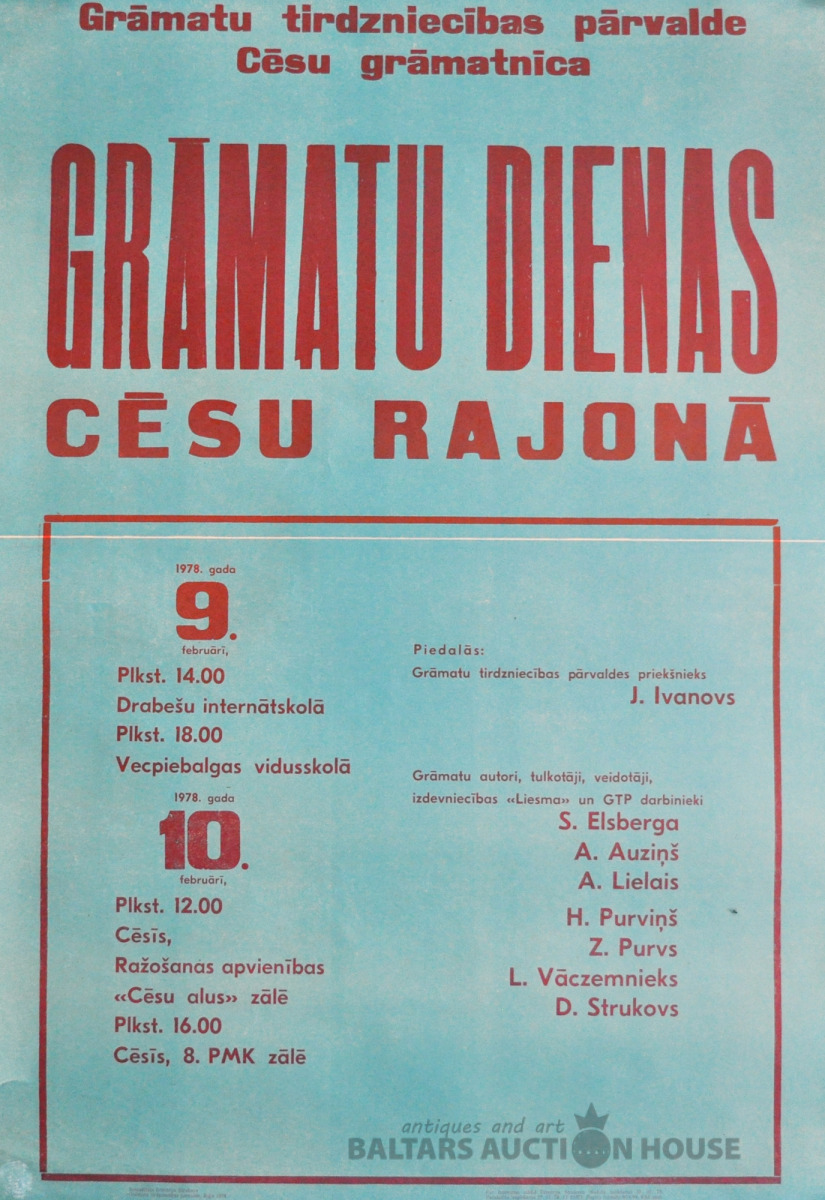 Grāmatu tirdzniecības pārvalde
Cēsu grāmatnīca
GRĀMATU DIENAS
CĒSU RAJONĀ
1978. gada
9.
februārī,
Plkst. 14.00
Drabešu internātskolā
Plkst. 18.00
Vecpiebalgas vidusskolā
1978. gada
10.
februārī,
Plkst. 12.00
Cēsīs,
Ražošanas apvienības
«Cēsu alus» zālē
Plkst. 16.00
Cēsīs, 8. PMK zālē
Piedalās:
Grāmatu tirdzniecības pārvaldes priekšnieks
J. Ivanovs
Grāmatu autori, tulkotāji, veidotāji,
izdevniecības «Liesma» un GTP darbinieki
S. Elsberga
A. Auziņš
A. Lielais
H. Purviņš
Z. Purvs
L. Vāczemnieks
D. Strukovs
antiques and art
BALTARS AUCTION HOUSE